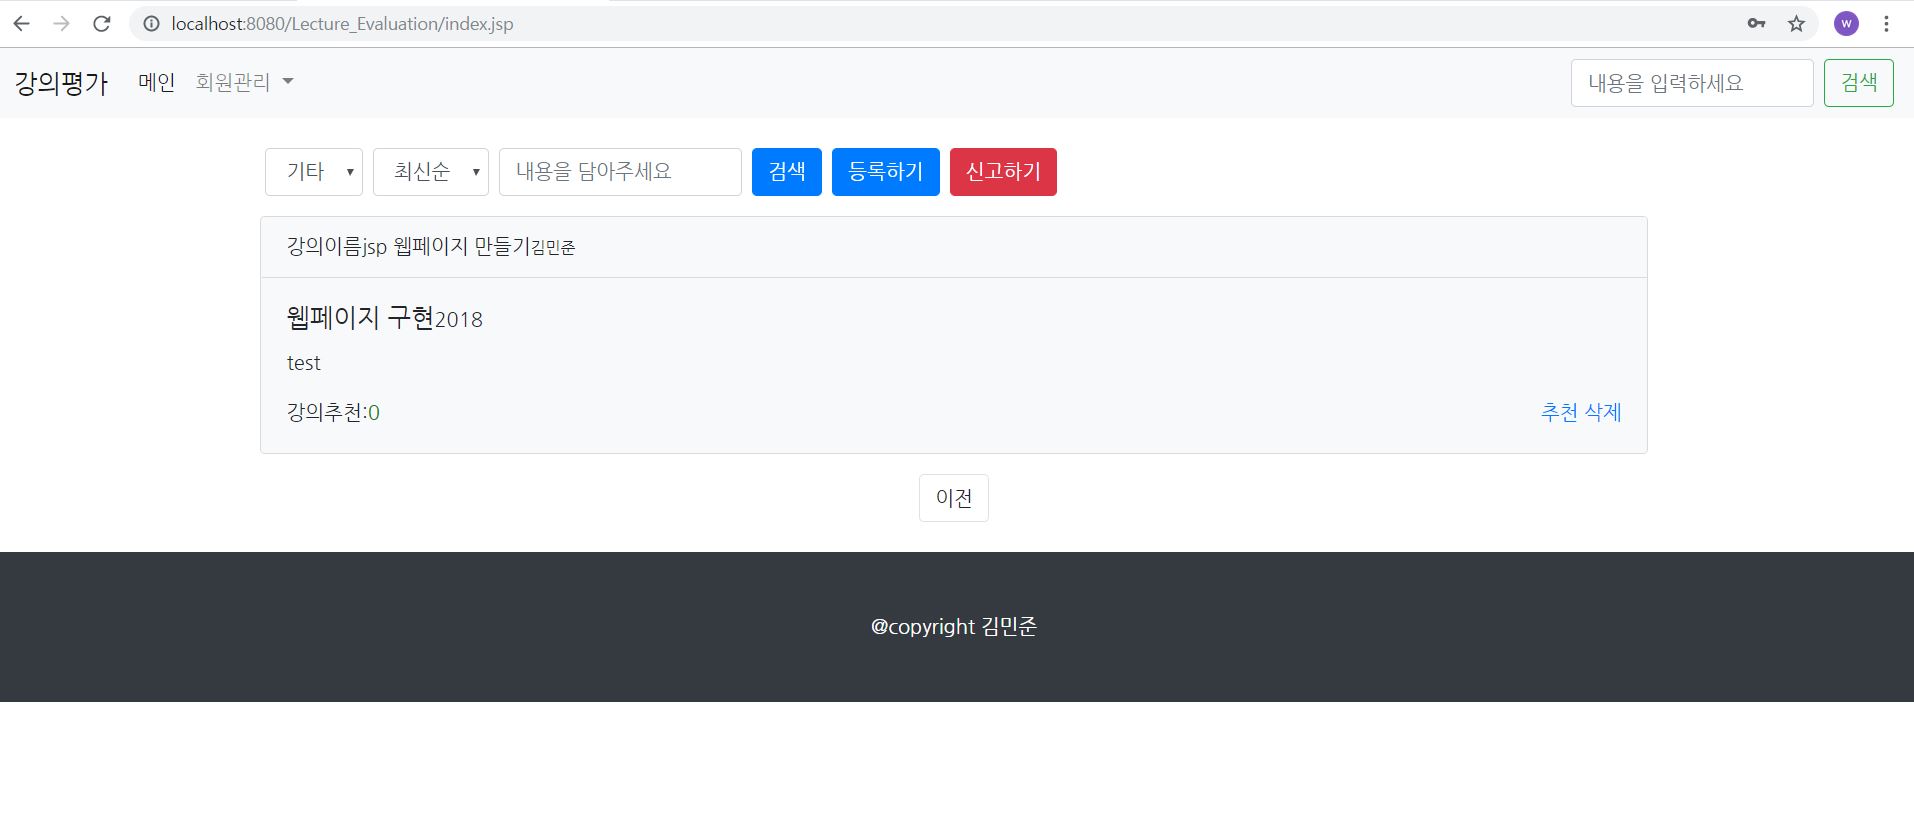 localhost:8080/Lecture_Evaluation/index.jsp
W
강의평가 메인 회원관리 내용을 입력하세요 검색
기타 최신순 내용을 담아주세요 검색 등록하기 신고하기
강의이름jsp 웹페이지 만들기김민준
웹페이지 구현2018
test
강의추천:0 추천 삭제
이전
@copyright 김민준